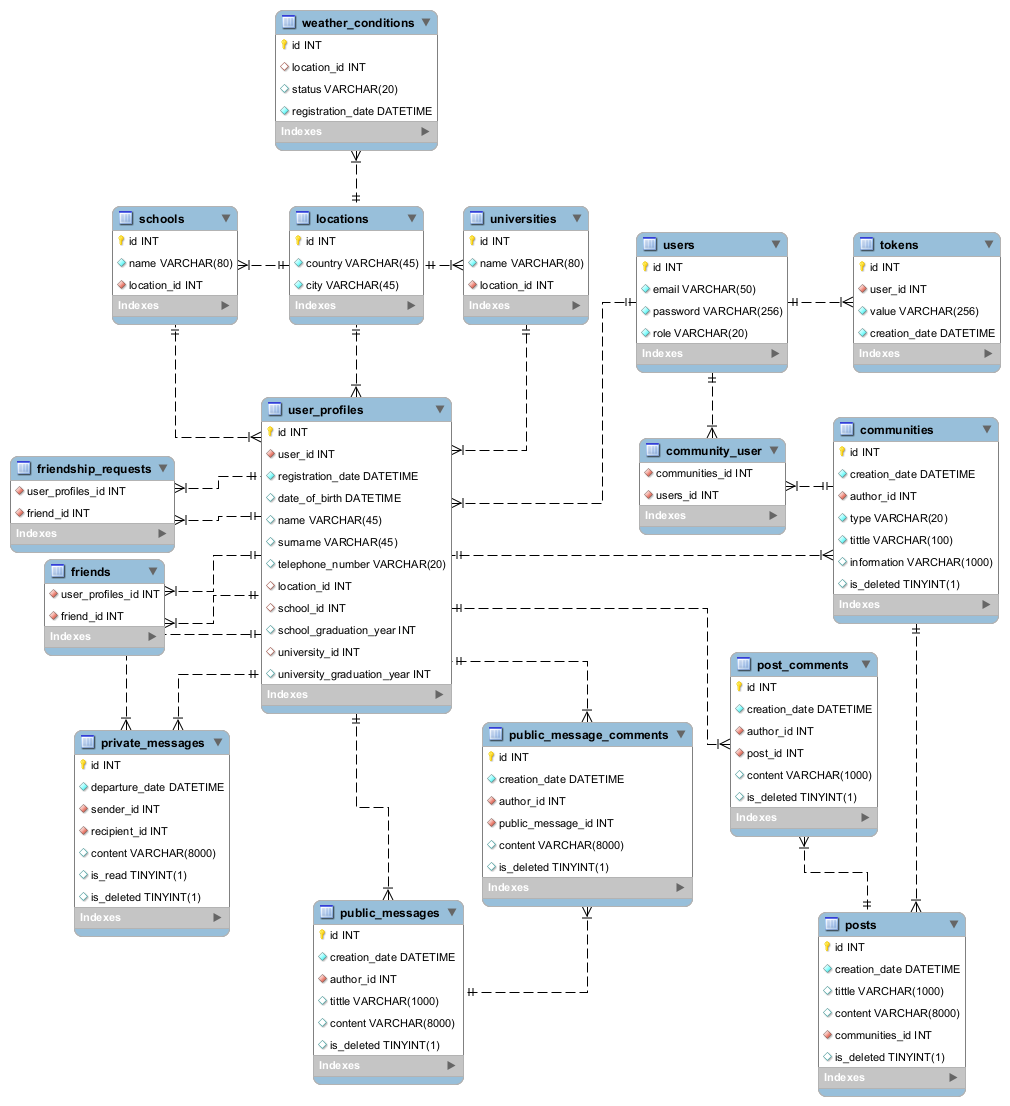 weather_conditions
id INT
location_id INT
status VARCHAR(20)
registration_date DATETIME
Indexes
schools
id INT
name VARCHAR(80)
location_id INT
Indexes
locations
id INT
country VARCHAR(45)
city VARCHAR(45)
Indexes
universities
id INT
name VARCHAR(80)
location_id INT
Indexes
users
id INT
email VARCHAR(50)
password VARCHAR(256)
role VARCHAR(20)
Indexes
tokens
id INT
user_id INT
value VARCHAR(256)
creation_date DATETIME
Indexes
user_profiles
id INT
user_id INT
registration_date DATETIME
date_of_birth DATETIME
name VARCHAR(45)
surname VARCHAR(45)
telephone_number VARCHAR(20)
location_id INT
school_id INT
school_graduation_year INT
university_id INT
university_graduation_year INT
Indexes
friendship_requests
user_profiles_id INT
friend_id INT
Indexes
friends
user_profiles_id INT
friend_id INT
Indexes
community_user
communities_id INT
users_id INT
Indexes
communities
id INT
creation_date DATETIME
author_id INT
type VARCHAR(20)
tittle VARCHAR(100)
information VARCHAR(1000)
is_deleted TINYINT(1)
Indexes
post_comments
id INT
creation_date DATETIME
author_id INT
post_id INT
content VARCHAR(1000)
is_deleted TINYINT(1)
Indexes
private_messages
id INT
departure_date DATETIME
sender_id INT
recipient_id INT
content VARCHAR(8000)
is_read TINYINT(1)
is_deleted TINYINT(1)
Indexes
public_message_comments
id INT
creation_date DATETIME
author_id INT
public_message_id INT
content VARCHAR(8000)
is_deleted TINYINT(1)
Indexes
public_messages
id INT
creation_date DATETIME
author_id INT
tittle VARCHAR(1000)
content VARCHAR(8000)
is_deleted TINYINT(1)
Indexes
posts
id INT
creation_date DATETIME
tittle VARCHAR(1000)
content VARCHAR(8000)
communities_id INT
is_deleted TINYINT(1)
Indexes